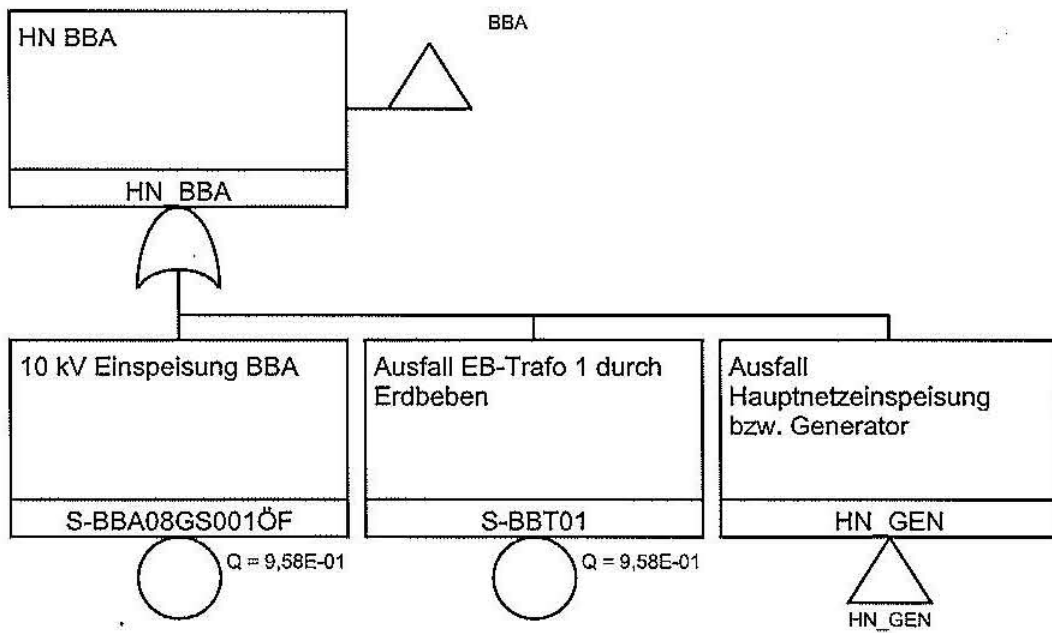 BBA
HN BBA
HN_BBA
10 kV Einspeisung BBA
S-BBA08GS001ÖF
Q = 9,58E-01
Ausfall EB-Trafo 1 durch
Erdbeben
S-BBT01
Q = 9,58E-01
Ausfall
Hauptnetzeinspeisung
bzw. Generator
HN_GEN
HN_GEN